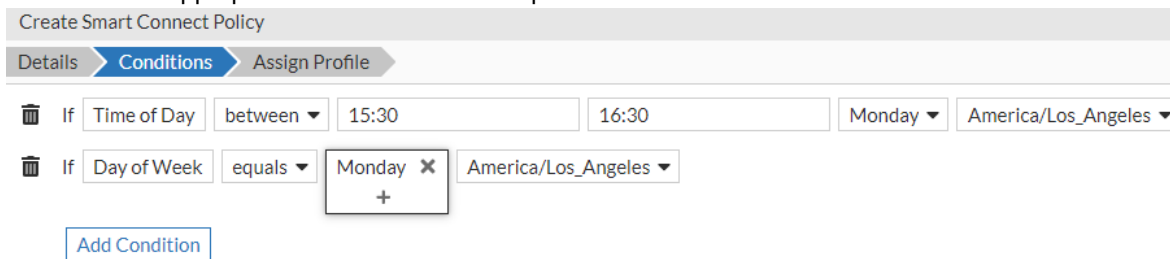 Create Smart Connect Policy
Details Conditions Assign Profile
If Time of Day between 15:30 16:30 Monday America/Los_Angeles
If Day of Week equals Monday America/Los_Angeles
+
Add Condition